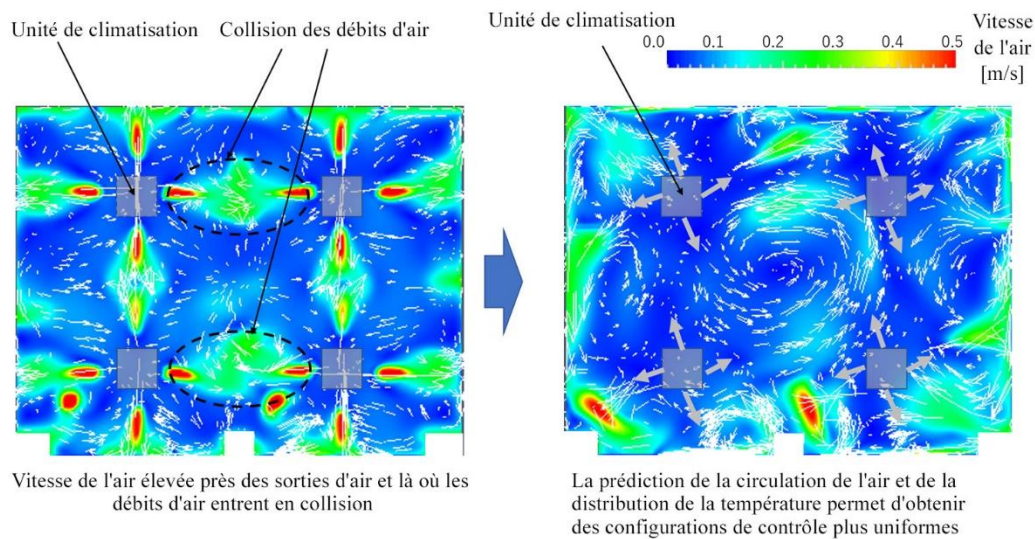 Unité de climatisation
Collision des débits d'air
Vitesse de l'air élevée près des sorties d'air et là où les
débits d'air entrent en collision
Unité de climatisation
0.0 0.1 0.2 0.3 0.4 0.5
Vitesse
de l'air
[m/s]
La prédiction de la circulation de l'air et de la
distribution de la température permet d'obtenir
des configurations de contrôle plus uniformes